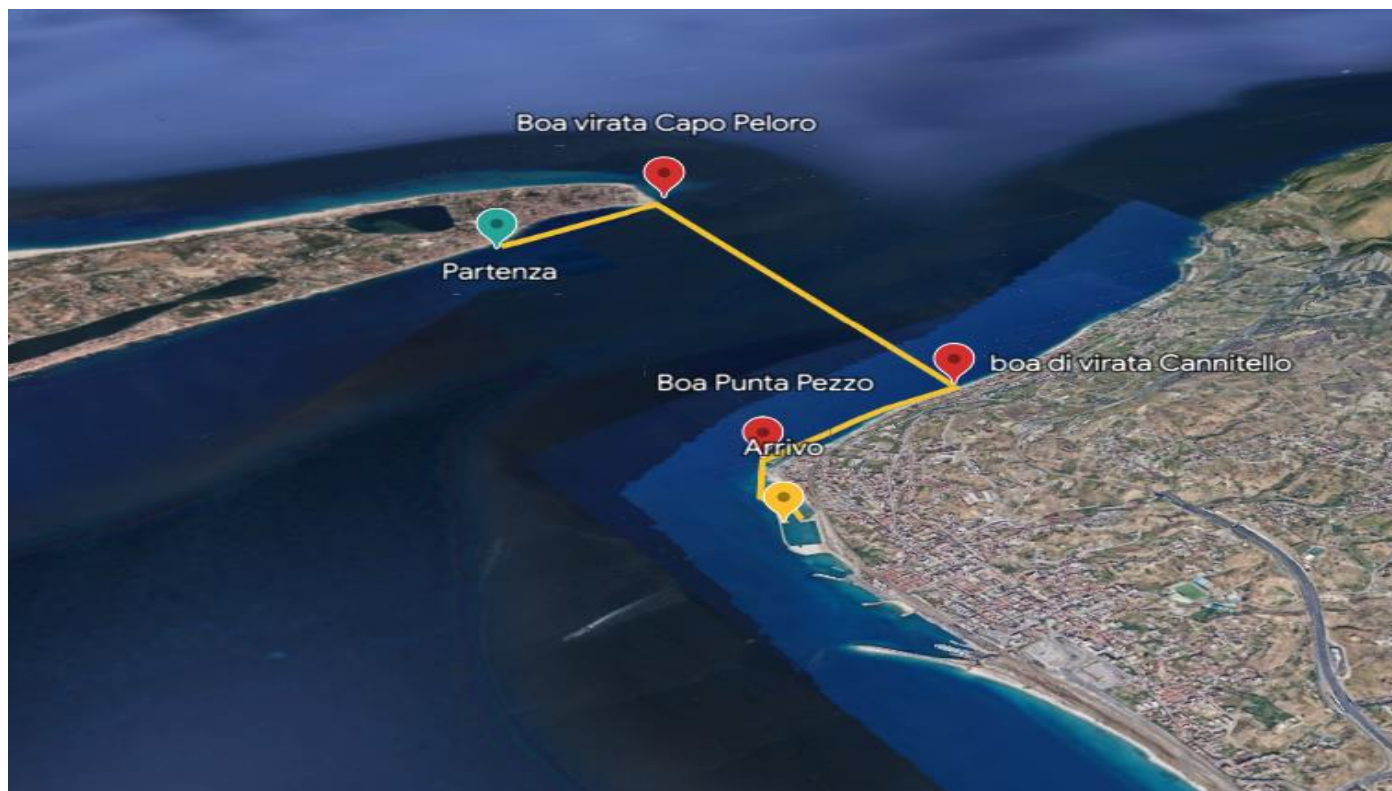 Boa virata Capo Peloro
Partenza
boa di virata Cannitello
Boa Punta Pezzo
Arrivo